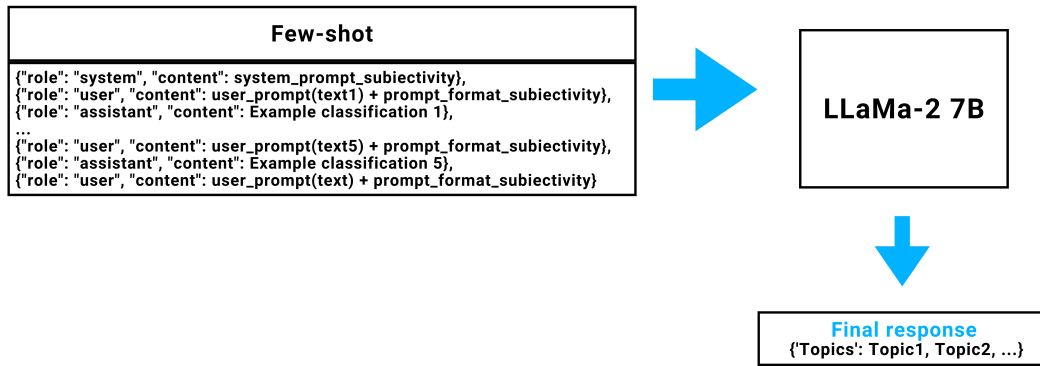 Few-shot
{"role": "system", "content": system_prompt_subiectivity},
{"role": "user", "content": user_prompt(text1) + prompt_format_subiectivity},
{"role": "assistant", "content": Example classification 1},
...
{"role": "user", "content": user_prompt(text5) + prompt_format_subiectivity},
{"role": "assistant", "content": Example classification 5},
{"role": "user", "content": user_prompt(text) + prompt_format_subiectivity}
LLaMa-2 7B
Final response
{'Topics': Topic1, Topic2, ...}